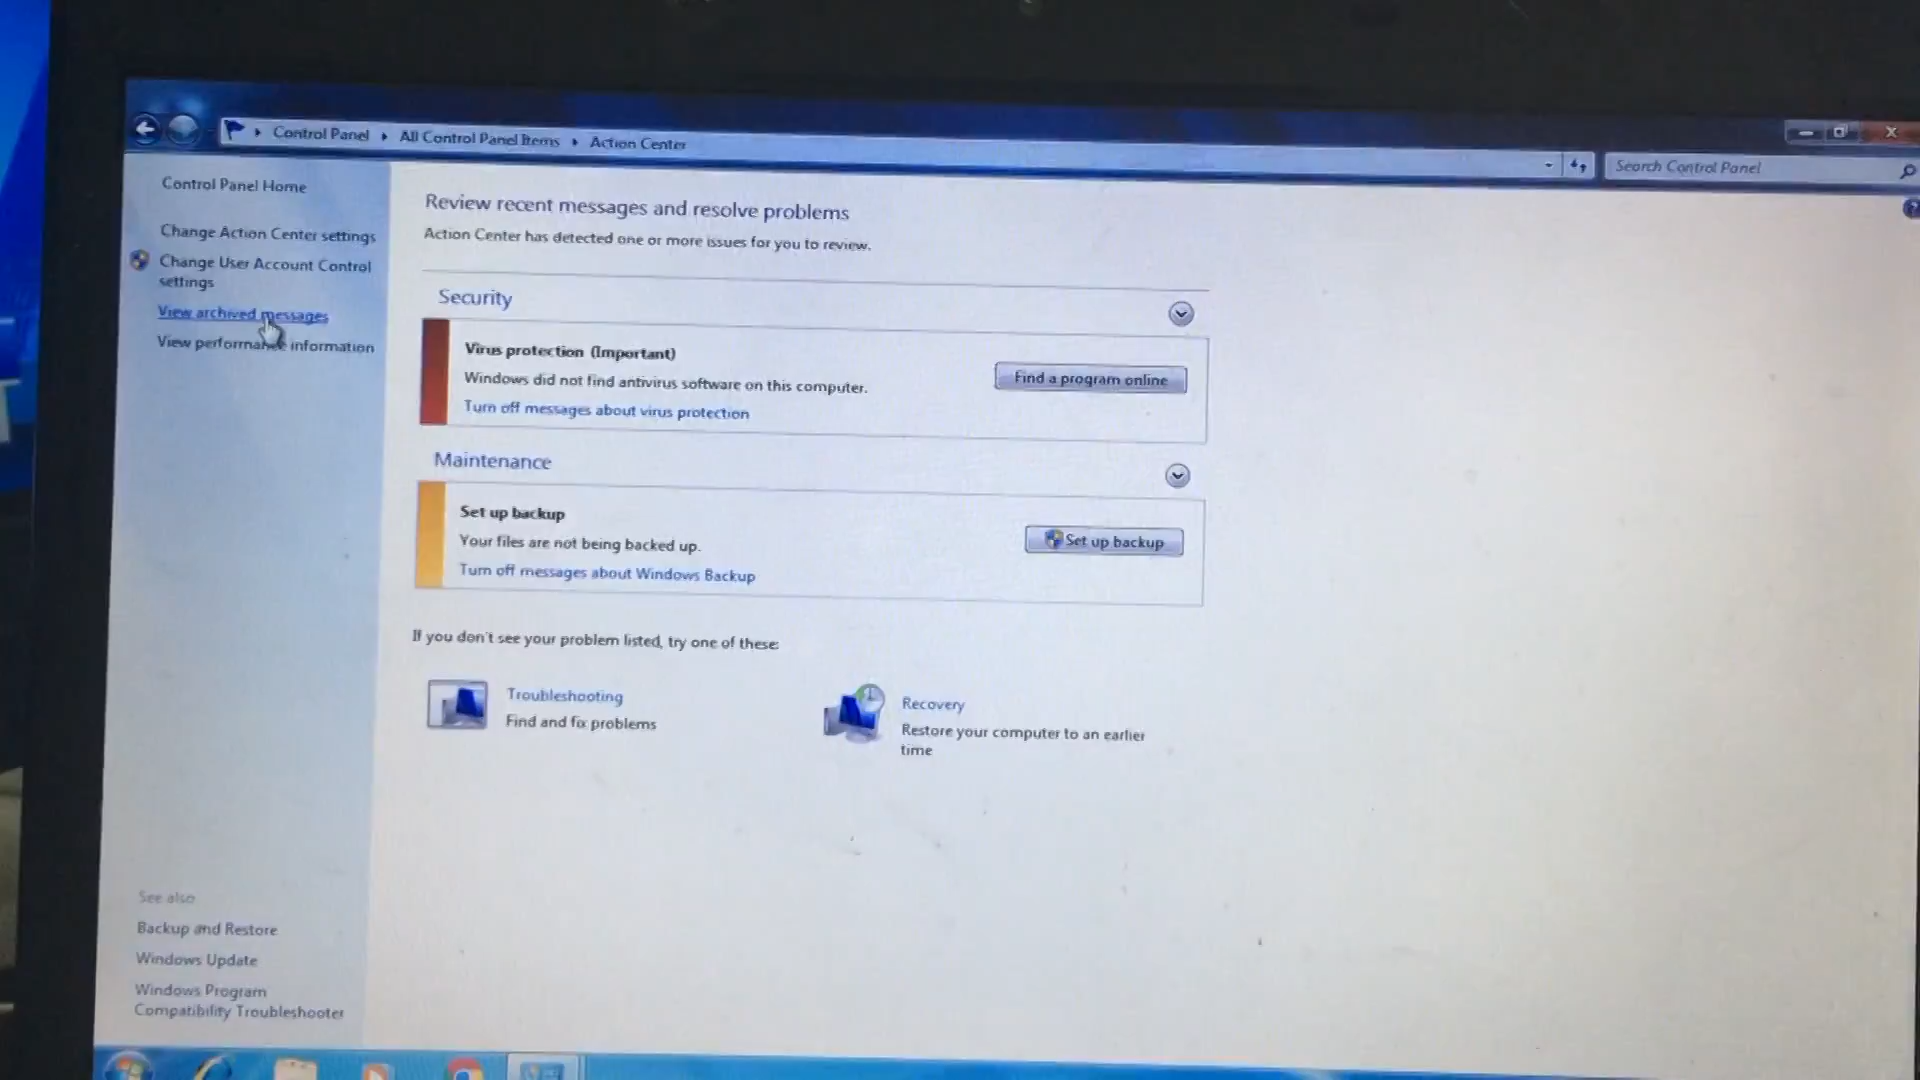 Control Panel
All Control Panel Items
Action Center
Search Control Panel
Control Panel Home
Change Action Center settings
Change User Account Control
settings
View archived messages
View performance information
Review recent messages and resolve problems
Action Center has detected one or more issues for you to review.
Security
Virus protection (Important)
Windows did not find antivirus software on this computer.
Find a program online
Turn off messages about virus protection
Maintenance
Set up backup
Your files are not being backed up.
Set up backup
Turn off messages about Windows Backup
If you don't see your problem listed, try one of these:
Troubleshooting
Find and fix problems
Recovery
Restore your computer to an earlier
time
See also
Backup and Restore
Windows Update
Windows Program
Compatibility Troubleshooter